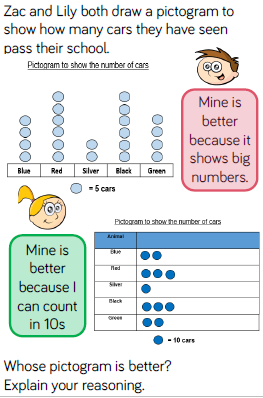 Zac and Lily both draw a pictogram to
show how many cars they have seen
pass their school.
Pictogram to show the number of cars
Blue Red Silver Black Green
= 5 cars
Mine is
better
because it
shows big
numbers.
Mine is
better
because I
can count
in 10s
Pictogram to show the number of cars
Animal
Blue
Red
Silver
Black
Green
= 10 cars
Whose pictogram is better?
Explain your reasoning.